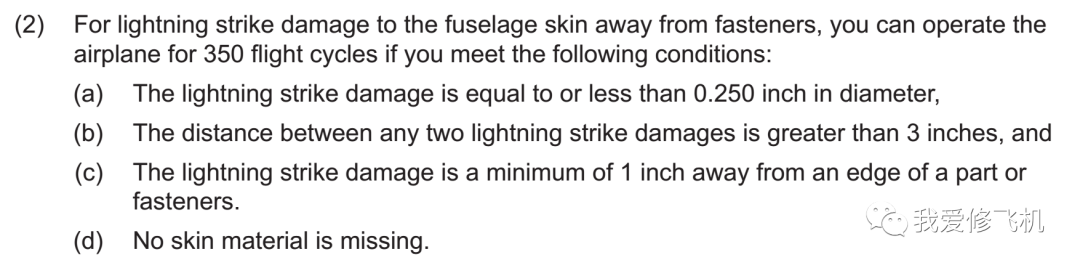 (2) For lightning strike damage to the fuselage skin away from fasteners, you can operate the
airplane for 350 flight cycles if you meet the following conditions:
(a) The lightning strike damage is equal to or less than 0.250 inch in diameter,
(b) The distance between any two lightning strike damages is greater than 3 inches, and
(c) The lightning strike damage is a minimum of 1 inch away from an edge of a part or
fasteners.
(d) No skin material is missing.
我爱修飞机